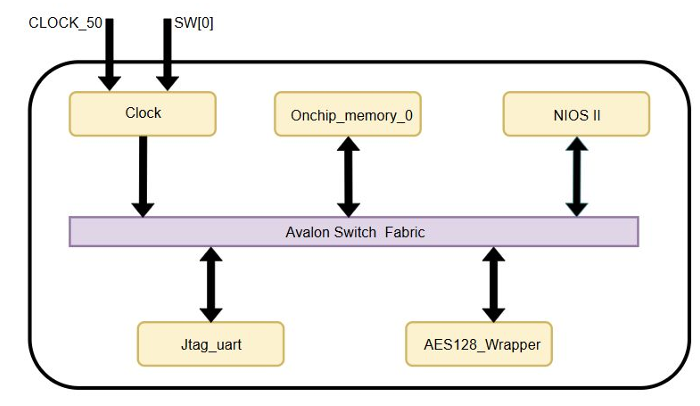 CLOCK_50
SW[0]
Clock
Onchip_memory_0
NIOS II
Avalon Switch Fabric
Jtag_uart
AES128_Wrapper